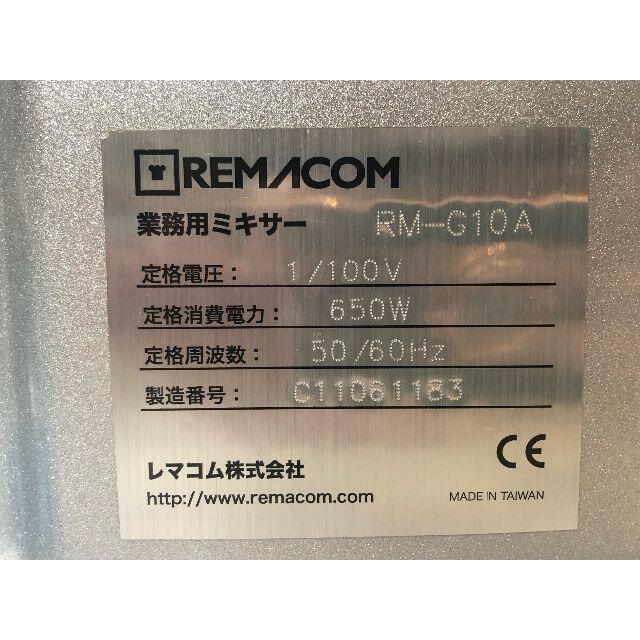 REMACOM
業務用ミキサー RM-G10A
定格電圧: 1/100V
定格消費電力: 650W
定格周波数: 50/60Hz
製造番号: C11061163
レマコム株式会社 CE
http://www.remacom.com MADE IN TAIWAN